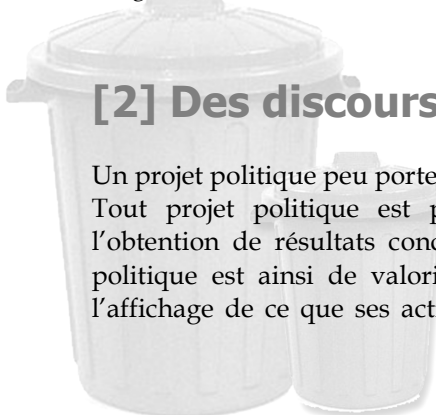 [2] Des discours
Un projet politique peu porte
Tout projet politique est p
l’obtention de résultats conc
politique est ainsi de valori
l’affichage de ce que ses acti